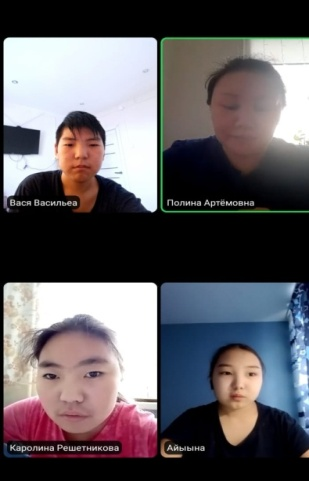 Вася Васильеа
Полина Артёмовна
Каролина Решетникова
Айыына